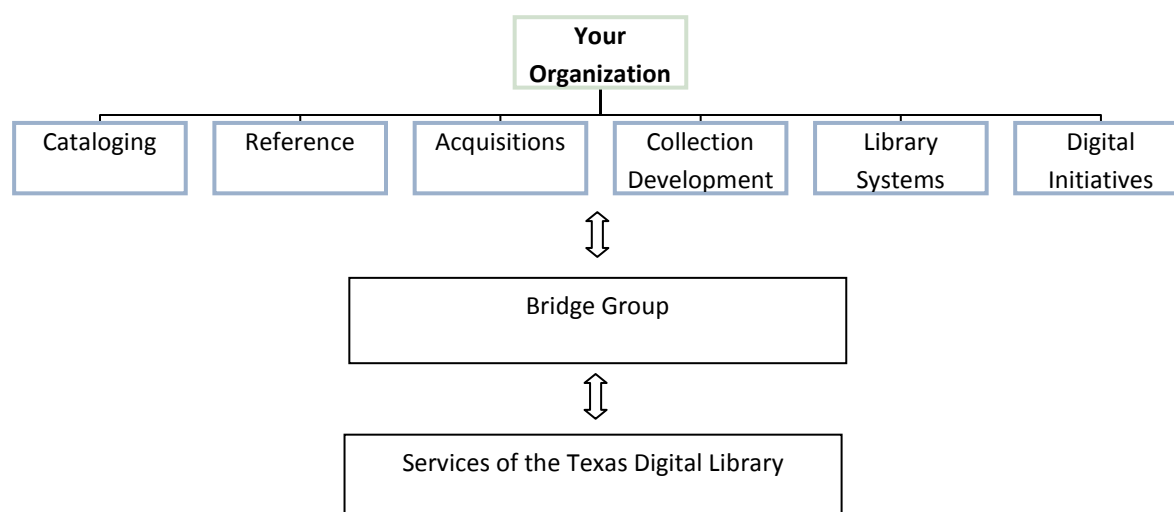 Your
Organization
Cataloging
Reference
Acquisitions
Collection
Development
Library
Systems
Digital
Initiatives
Bridge Group
Services of the Texas Digital Library